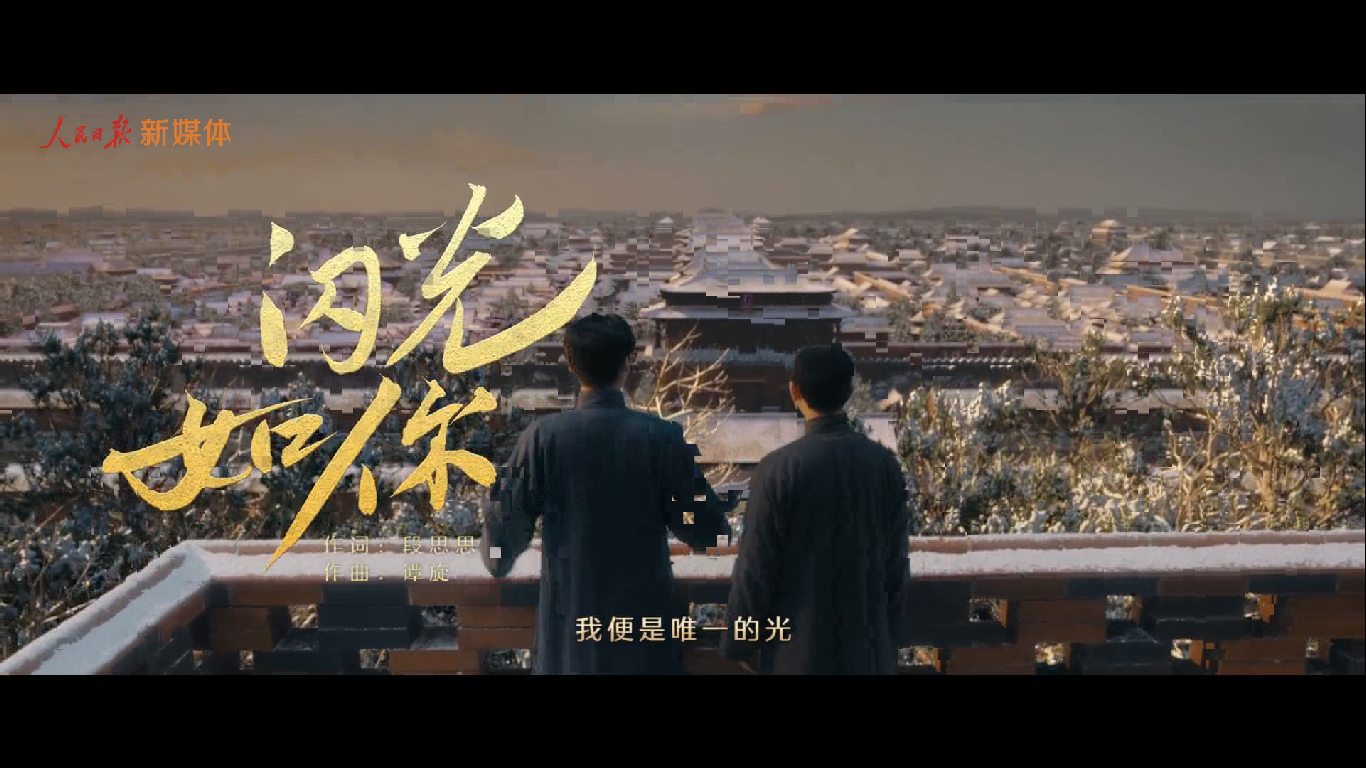 人民日报 新媒体
闪光
如你
作词：段思思
作曲：谭旋
我便是唯一的光